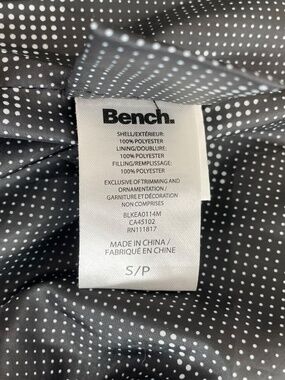 Bench.
SHELL/EXTÉRIEUR:
100% POLYESTER
LINING/DOUBLURE:
100% POLYESTER
FILLING/REMPLISSAGE:
100% POLYESTER
EXCLUSIVE OF TRIMMING AND
ORNAMENTATION/
GARNITURE ET DÉCORATION
NON COMPRISES
BLKEA0114M
CA45102
RN111817
MADE IN CHINA /
FABRIQUÉ EN CHINE
S/P